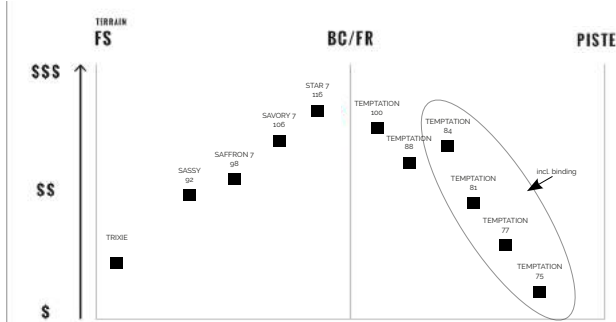 TERRAIN
FS
BC/FR
PISTE
$$$
STAR 7
116
TEMPTATION
100
SAVORY 7
106
TEMPTATION
84
TEMPTATION
88
SAFFRON 7
98
SASSY
92
incl. binding
$$
TEMPTATION
81
TRIXIE
TEMPTATION
77
TEMPTATION
75
$